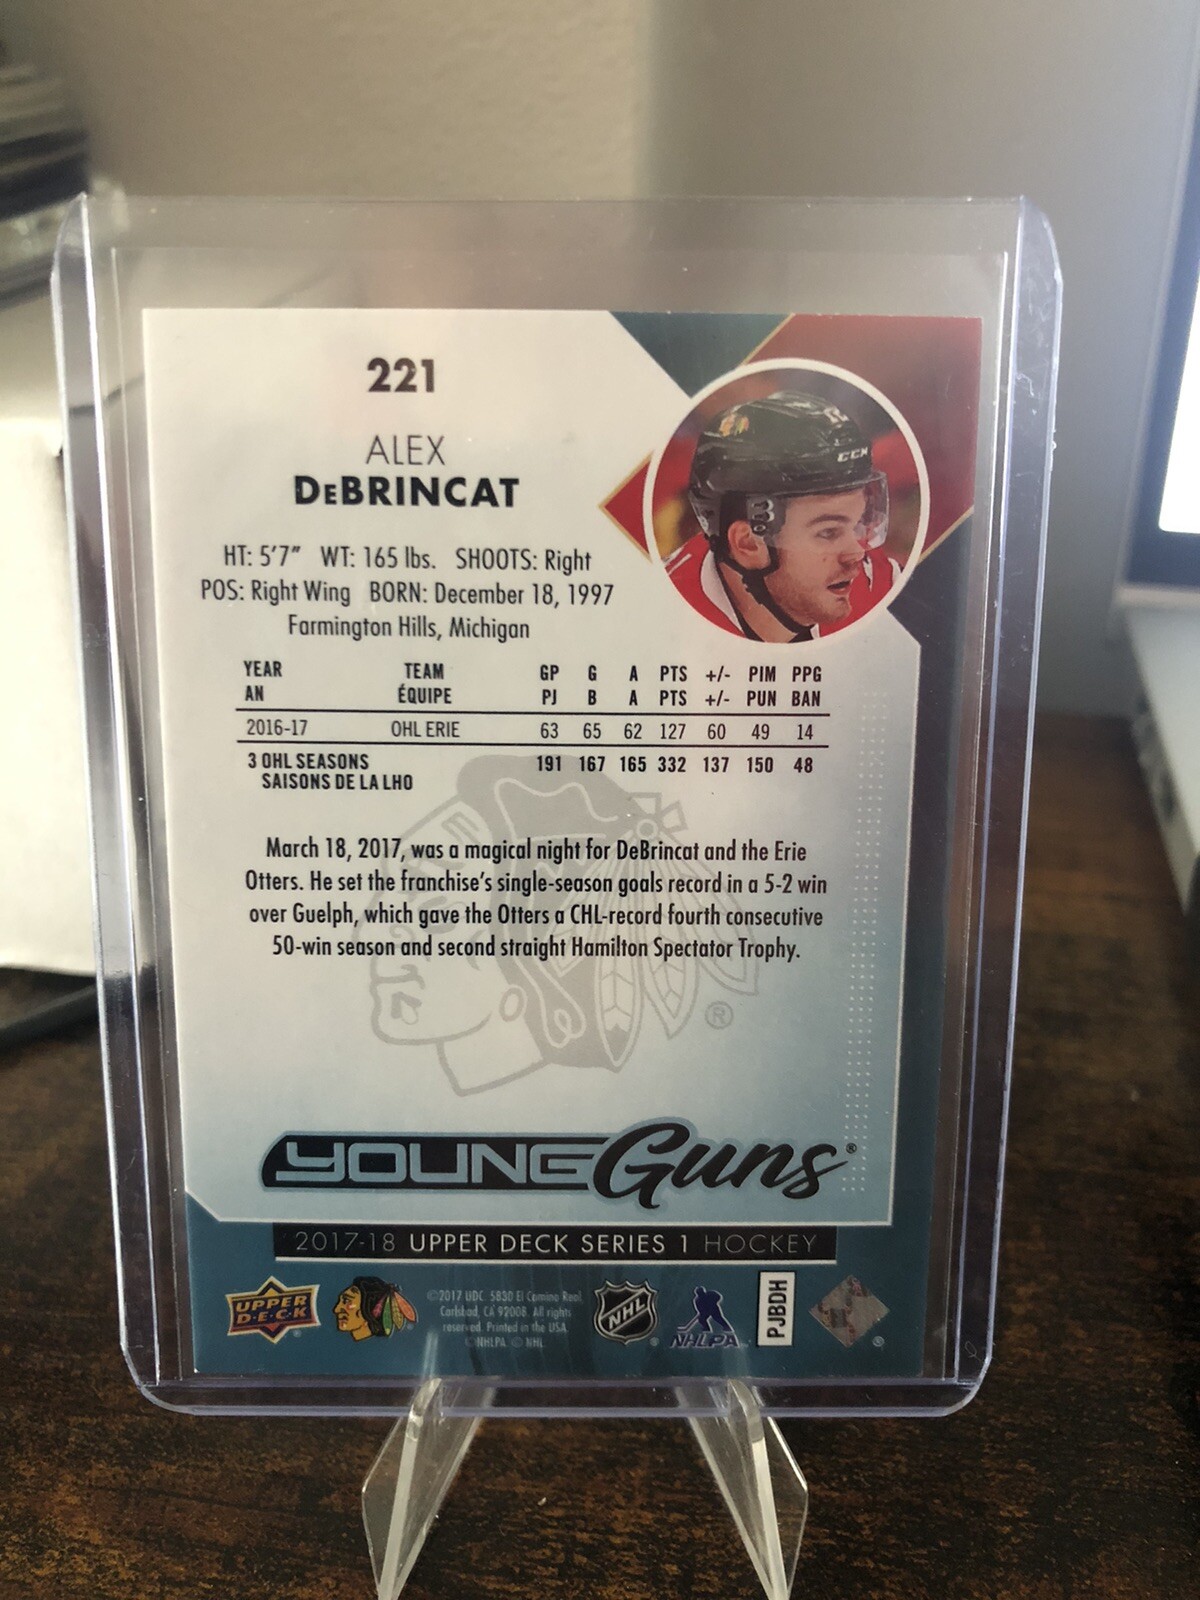 221
ALEX
DeBRINCAT
CCM
HT: 5'7" WT: 165 lbs. SHOOTS: Right
POS: Right Wing BORN: December 18, 1997
Farmington Hills, Michigan
YEAR TEAM GP G A PTS +/- PIM PPG
AN ÉQUIPE PJ B A PTS +/- PUN BAN
2016-17 OHL ERIE 63 65 62 127 60 49 14
3 OHL SEASONS 191 167 165 332 137 150 48
SAISONS DE LA LHO
March 18, 2017, was a magical night for DeBrincat and the Erie
Otters. He set the franchise's single-season goals record in a 5-2 win
over Guelph, which gave the Otters a CHL-record fourth consecutive
50-win season and second straight Hamilton Spectator Trophy.
®
YOUNG Guns®
2017-18 UPPER DECK SERIES 1 HOCKEY
UPPER D·E·C·K ®
©2017 UDC. 5830 El Camino Real,
Carlsbad, CA 92008. All rights
reserved. Printed in the USA.
©NHLPA © NHL
NHL ®
NHLPA
PJBDH
®